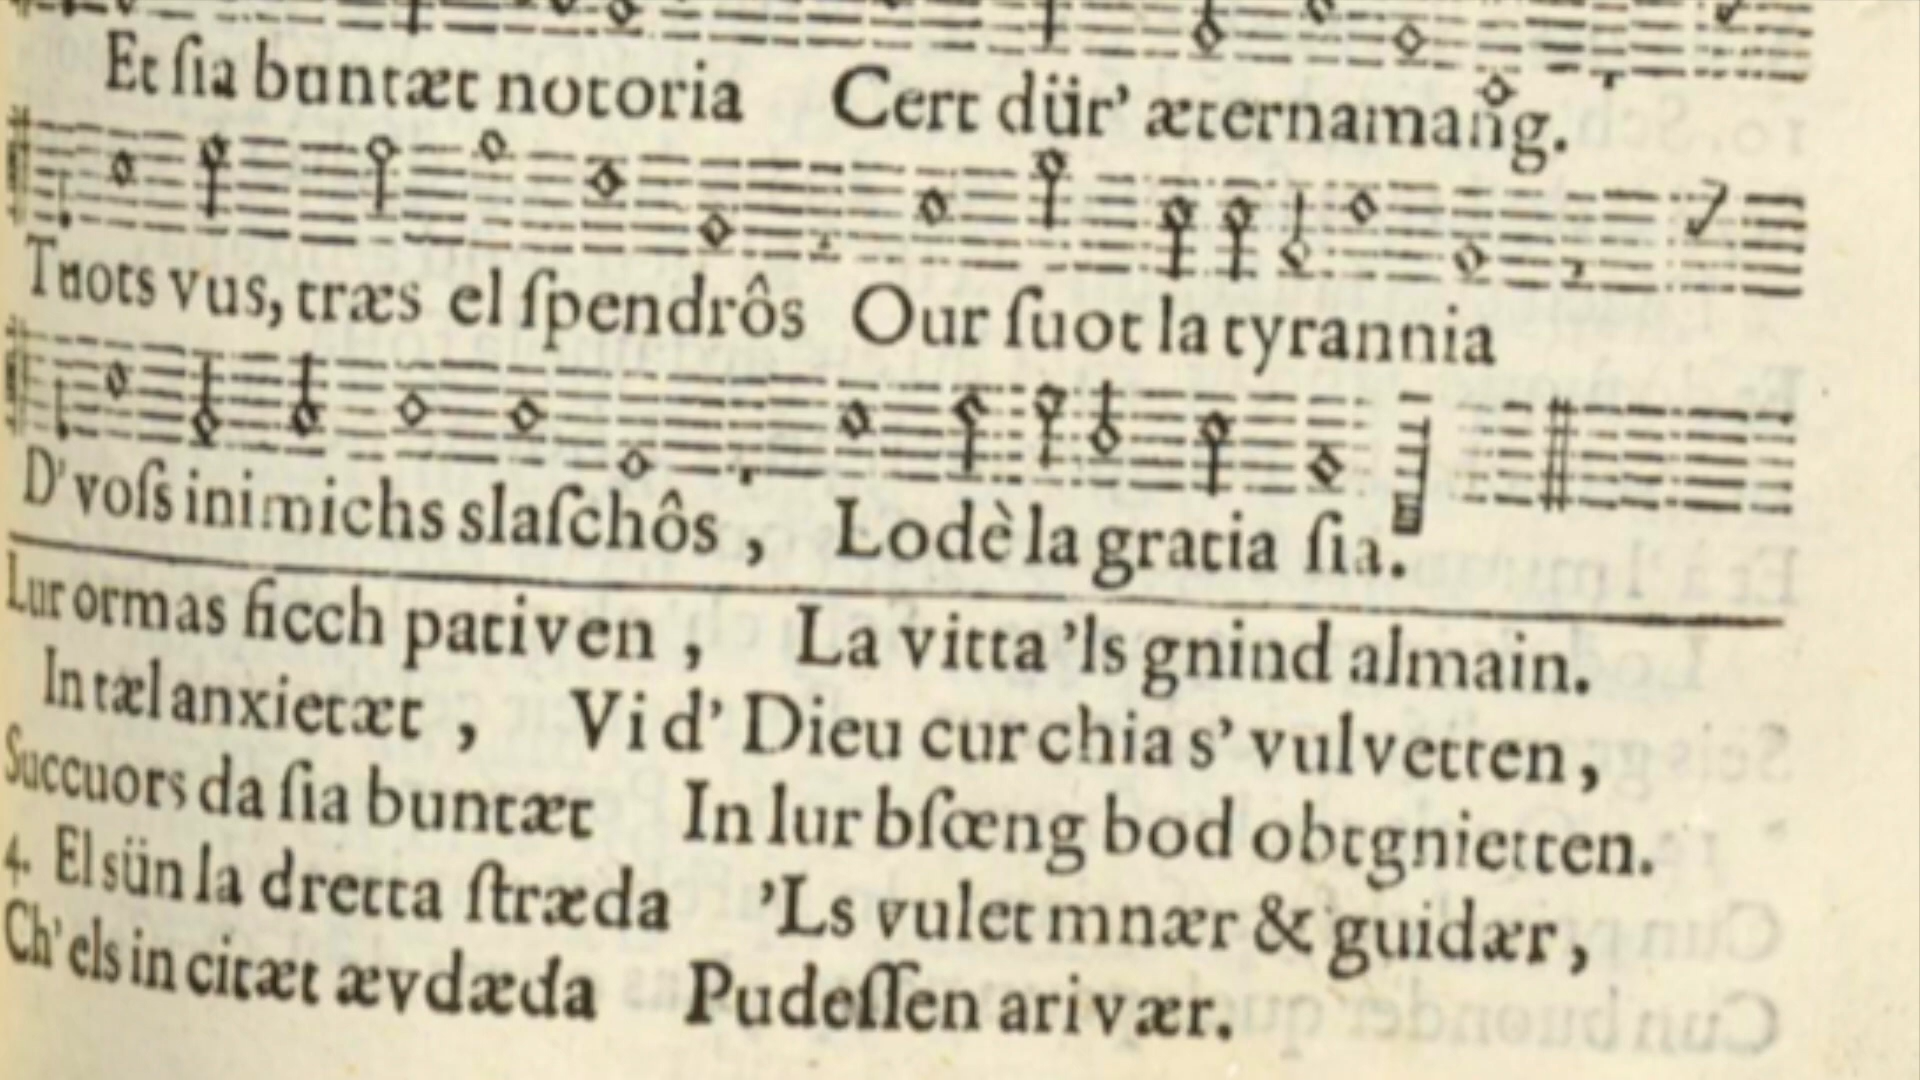 Et ſia buntæt notoria Cert dür' æternamaņg.
Tuots vus, træs el ſpendrôs Our ſuot la tyrannia
D' voſs inimichs slaſchôs, Lodè la gratia ſia.
Lur ormas ficch pativen, La vitta 'ls gnind almain.
In tæl anxietæt, Vi d' Dieu cur chia s' vulvetten,
Succuors da ſia buntæt In lur bſœng bod obtgnietten.
4. El sün la dretta ſtræda 'Ls vulet mnær & guidær,
Ch' els in citæt ævdæda Pudeſſen arivær.